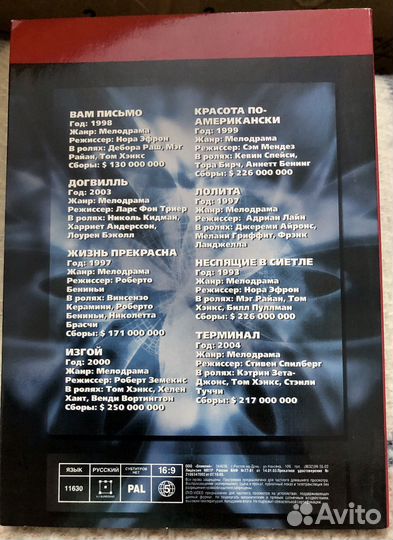 ВАМ ПИСЬМО
Год: 1998
Жанр: Мелодрама
Режиссер: Нора Эфрон
В ролях: Дебора Раш, Мэг
Райан, Том Хэнкс
Сборы: $ 130 000 000
ДОГВИЛЛЬ
Год: 2003
Жанр: Мелодрама
Режиссер: Ларс Фон Триер
В ролях: Николь Кидман,
Харриет Андерссон,
Лоурен Бэколл
ЖИЗНЬ ПРЕКРАСНА
Год: 1997
Жанр: Мелодрама
Режиссер: Роберто
Бениньи
В ролях: Винсензо
Керамини, Роберто
Бениньи, Николетта
Брасчи
Сборы: $ 171 000 000
ИЗГОЙ
Год: 2000
Жанр: Мелодрама
Режиссер: Роберт Земекис
В ролях: Том Хэнкс, Хелен
Хант, Венди Вортингтон
Сборы: $ 250 000 000
КРАСОТА ПО-
АМЕРИКАНСКИ
Год: 1999
Жанр: Мелодрама
Режиссер: Сэм Мендез
В ролях: Кевин Спейси,
Тора Бирч, Аннетт Бенинг
Сборы: $ 226 000 000
ЛОЛИТА
Год: 1997
Жанр: Мелодрама
Режиссер: Адриан Лайн
В ролях: Джереми Айронс,
Мелани Гриффит, Фрэнк
Ланджелла
НЕСПЯЩИЕ В СИЕТЛЕ
Год: 1993
Жанр: Мелодрама
Режиссер: Нора Эфрон
В ролях: Мэг Райан, Том
Хэнкс, Билл Пуллман
Сборы: $ 226 000 000
ТЕРМИНАЛ
Год: 2004
Жанр: Мелодрама
Режиссер: Стивен Спилберг
В ролях: Кэтрин Зета-
Джонс, Том Хэнкс, Стэнли
Туччи
Сборы: $ 217 000 000
ЯЗЫК
РУССКИЙ
СУБТИТРОВ
НЕТ
16:9
11630
PAL
5
Avito